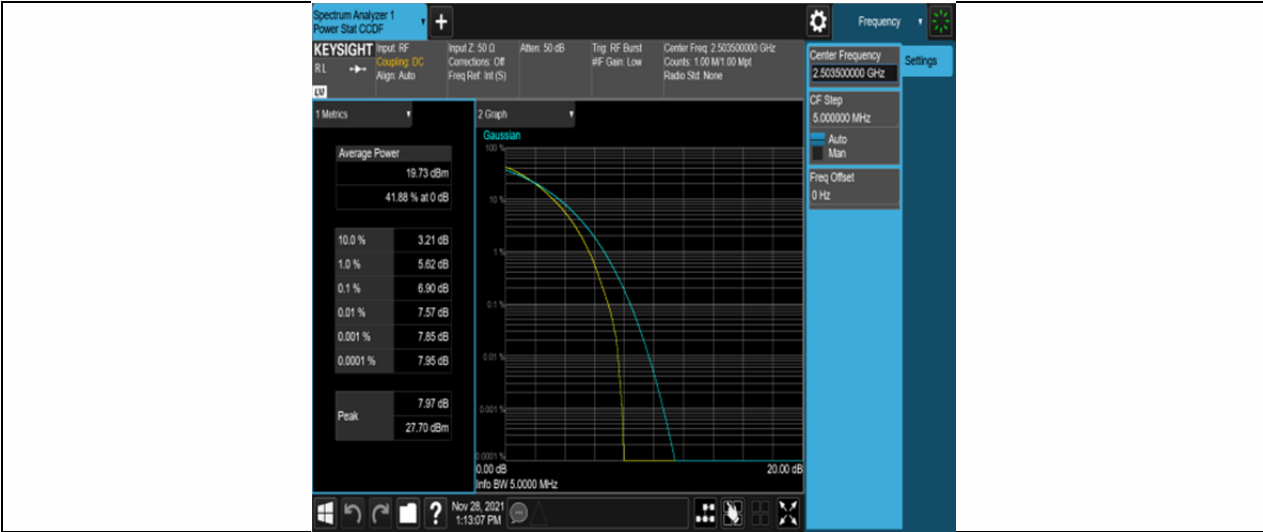 Spectrum Analyzer 1
Power Stat CCDF
+
Frequency
KEYSIGHT
RL
LV
Input: RF
Coupling: DC
Align: Auto
Input Z: 50 Ω
Corrections: Off
Freq Ref: Int (S)
Atten: 50 dB
Trig: RF Burst
#IF Gain: Low
Center Freq: 2.503500000 GHz
Counts: 1.00 M/1.00 Mpt
Radio Std: None
Center Frequency
2.503500000 GHz
Settings
CF Step
5.000000 MHz
Auto
Man
Freq Offset
0 Hz
1 Metrics
Average Power
19.73 dBm
41.88 % at 0 dB
10.0 % 3.21 dB
1.0 % 5.62 dB
0.1 % 6.90 dB
0.01 % 7.57 dB
0.001 % 7.85 dB
0.0001 % 7.95 dB
Peak
7.97 dB
27.70 dBm
2 Graph
Gaussian
100 %
10 %
1 %
0.1 %
0.01 %
0.001 %
0.0001 %
0.00 dB 20.00 dB
Info BW 5.0000 MHz
?
Nov 28, 2021
1:13:07 PM